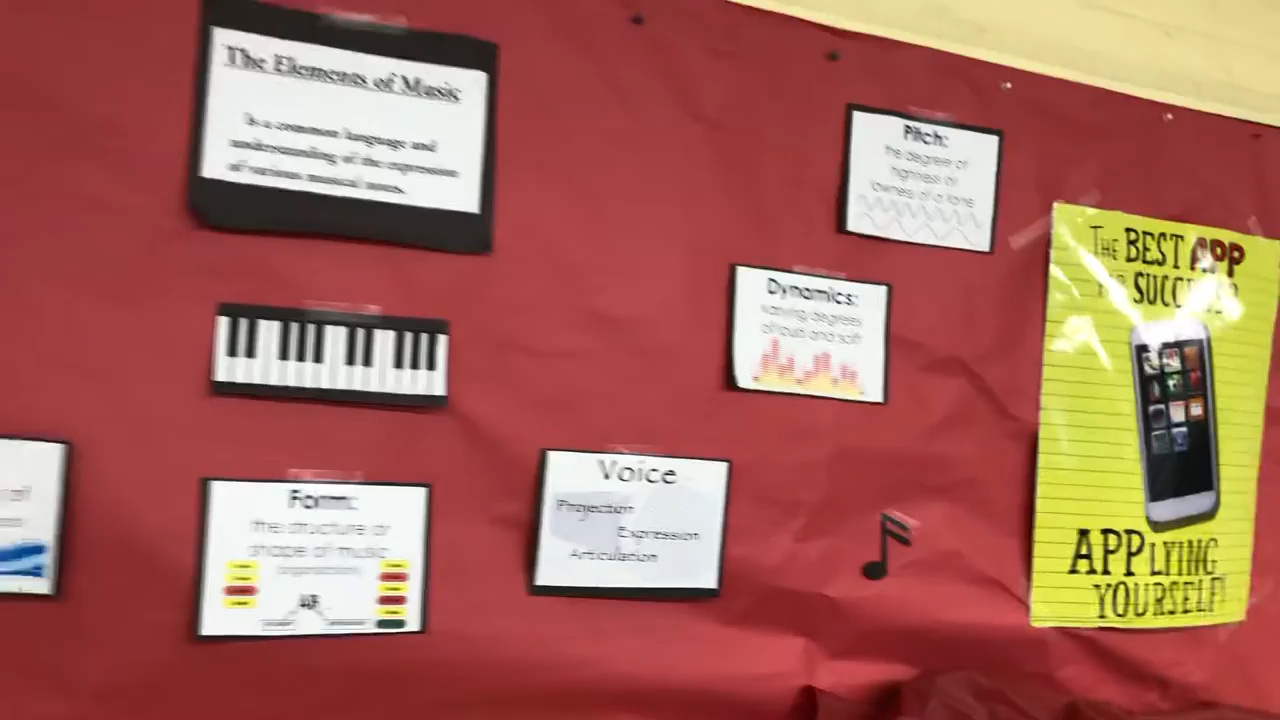 The Elements of Music
Is a common language and
understanding of the expression
of various musical
Pitch:
the degree of
highness or
lowness of a tone
Dynamics:
varying degrees
of loud and soft
Voice
Projection
Expression
Articulation
Form:
the structure or
shape of music
THE BEST APP
FOR SUCCESS?
APPLYING
YOURSELF!